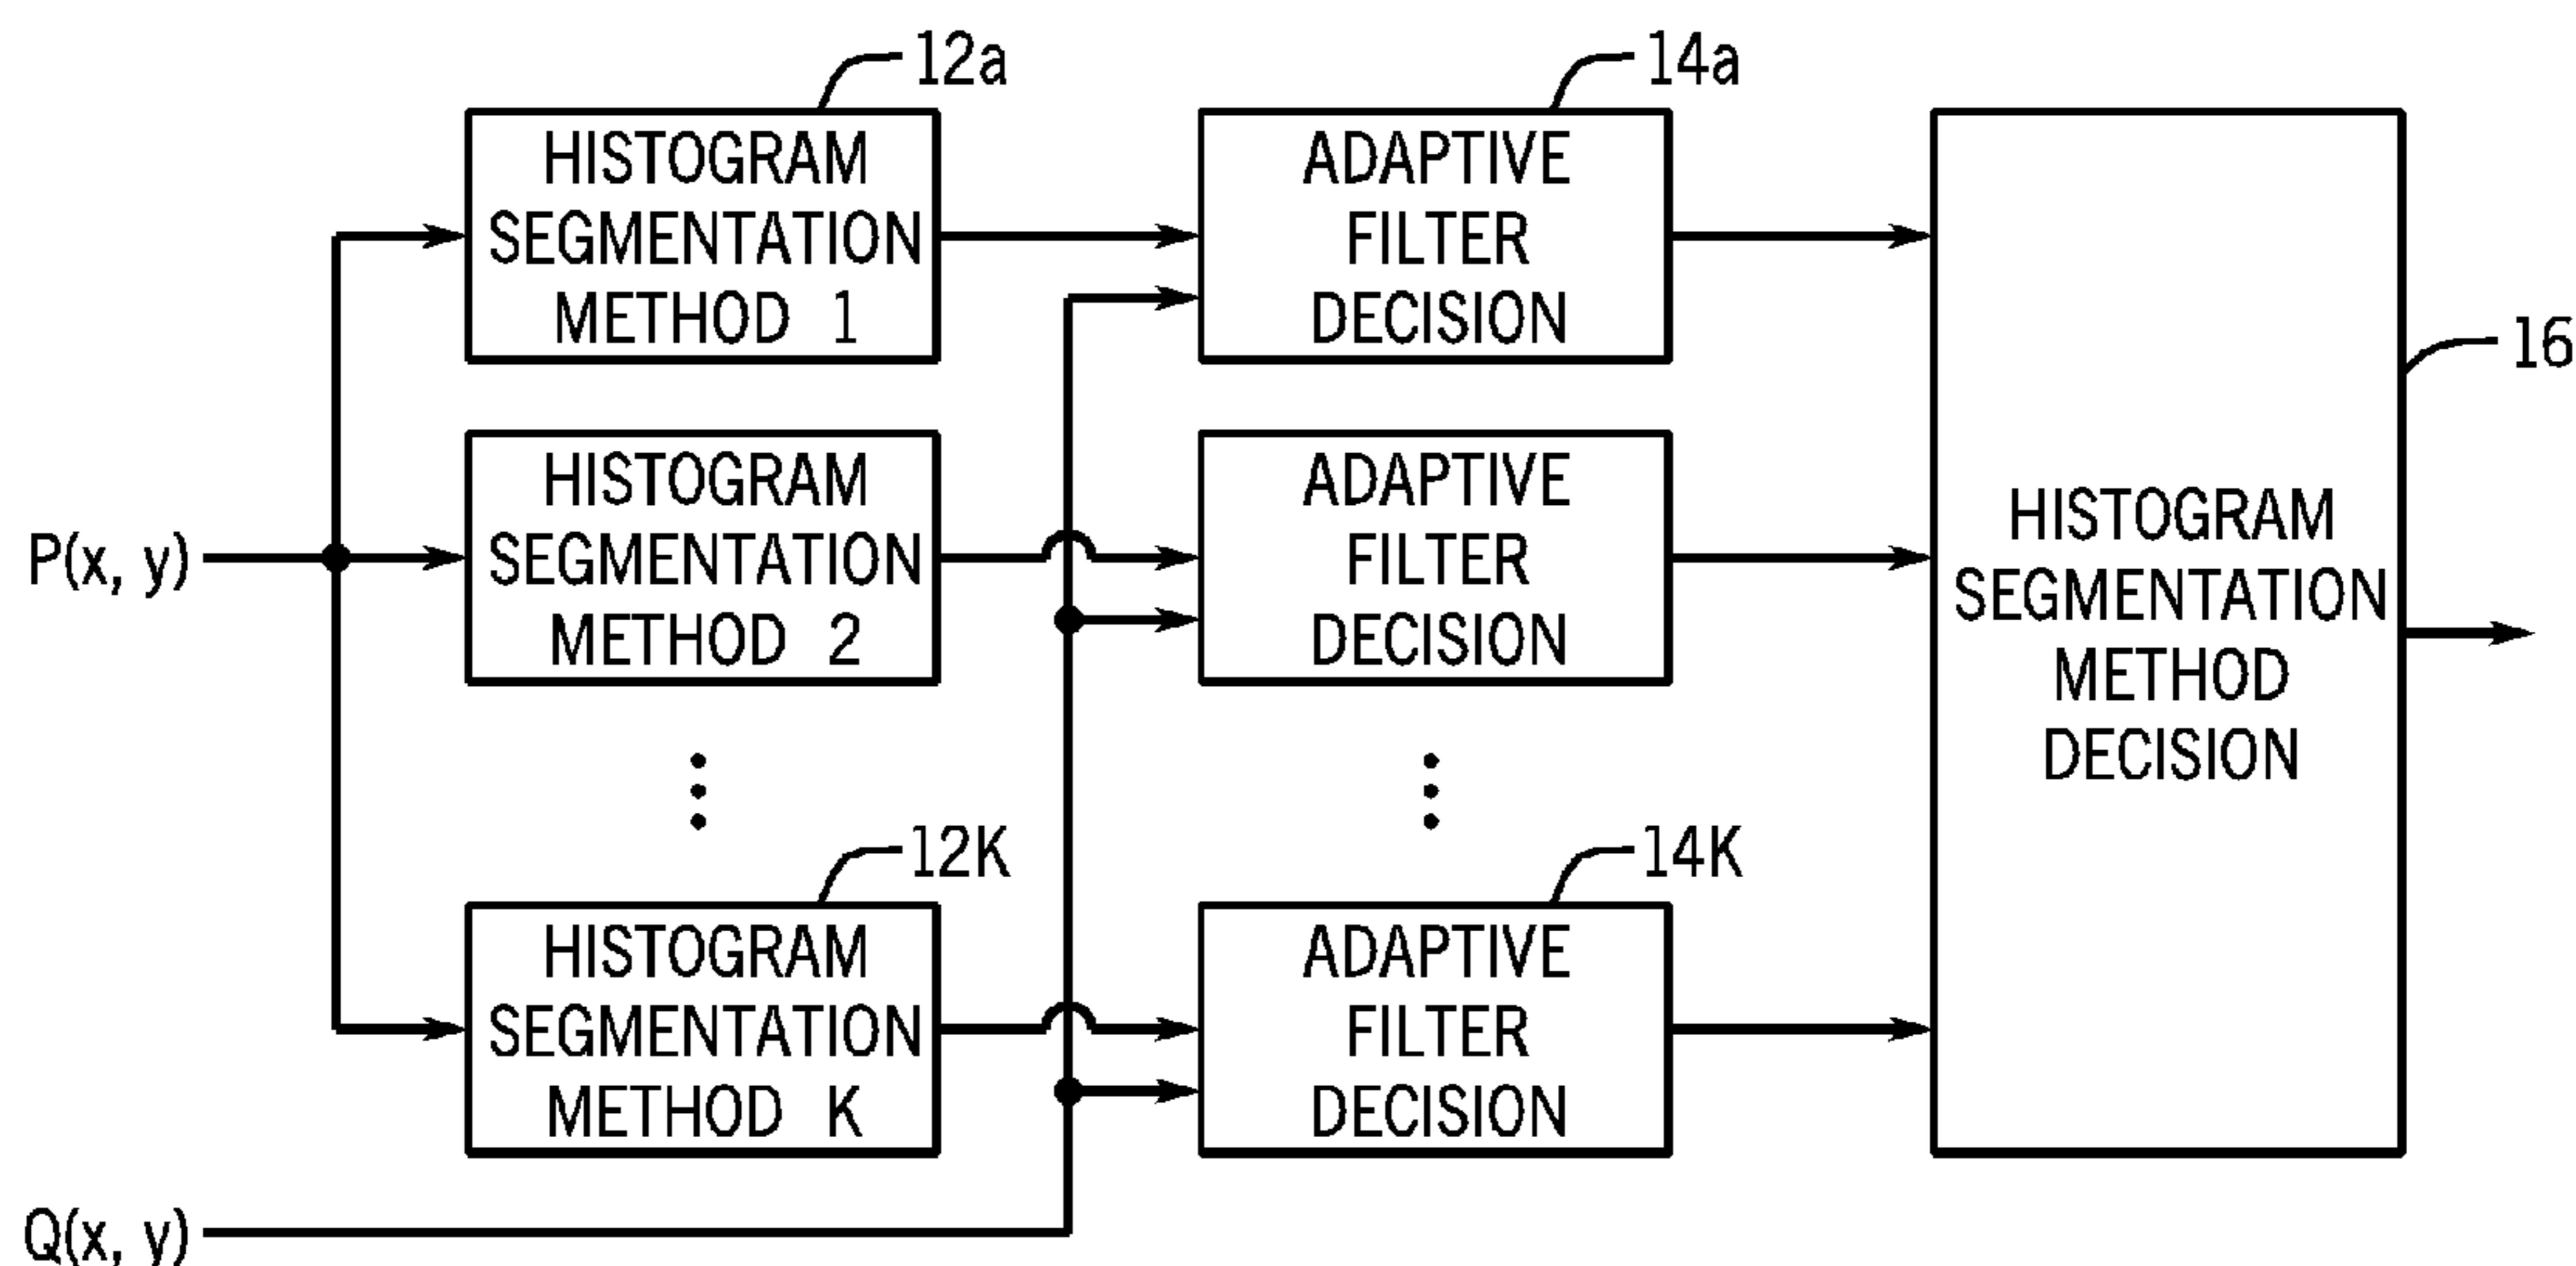 12a
14a
HISTOGRAM
SEGMENTATION
METHOD 1
ADAPTIVE
FILTER
DECISION
16
HISTOGRAM
SEGMENTATION
METHOD 2
ADAPTIVE
FILTER
DECISION
HISTOGRAM
SEGMENTATION
METHOD
DECISION
P(x, y)
12K
14K
HISTOGRAM
SEGMENTATION
METHOD K
ADAPTIVE
FILTER
DECISION
Q(x, y)